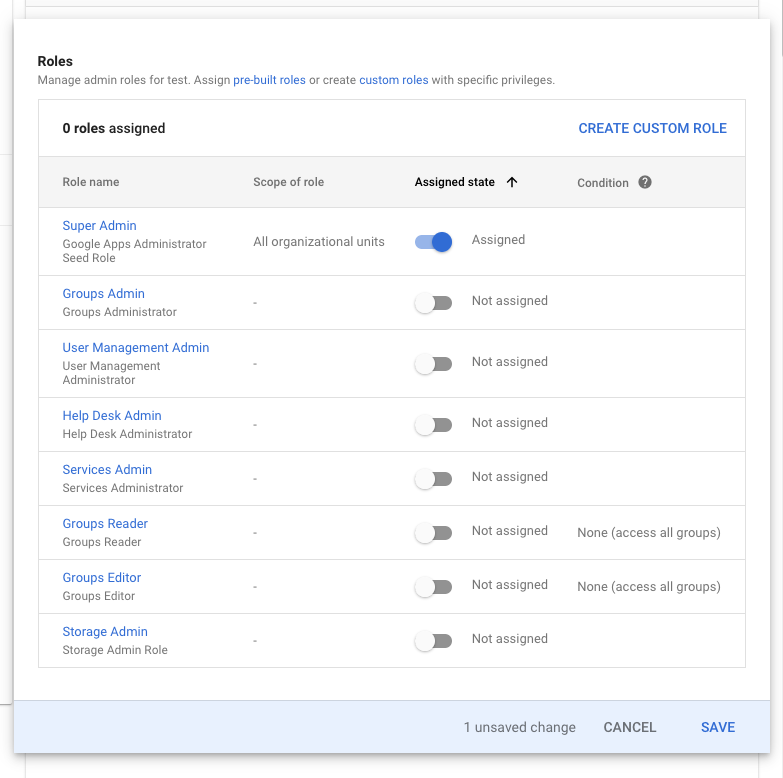 Roles
Manage admin roles for test. Assign pre-built roles or create custom roles with specific privileges.
0 roles assigned
CREATE CUSTOM ROLE
Role name
Scope of role
Assigned state
Condition ?
Super Admin
Google Apps Administrator
Seed Role
All organizational units
Assigned
Groups Admin
Groups Administrator
-
Not assigned
User Management Admin
User Management
Administrator
-
Not assigned
Help Desk Admin
Help Desk Administrator
-
Not assigned
Services Admin
Services Administrator
-
Not assigned
Groups Reader
Groups Reader
-
Not assigned
None (access all groups)
Groups Editor
Groups Editor
-
Not assigned
None (access all groups)
Storage Admin
Storage Admin Role
-
Not assigned
1 unsaved change
CANCEL
SAVE